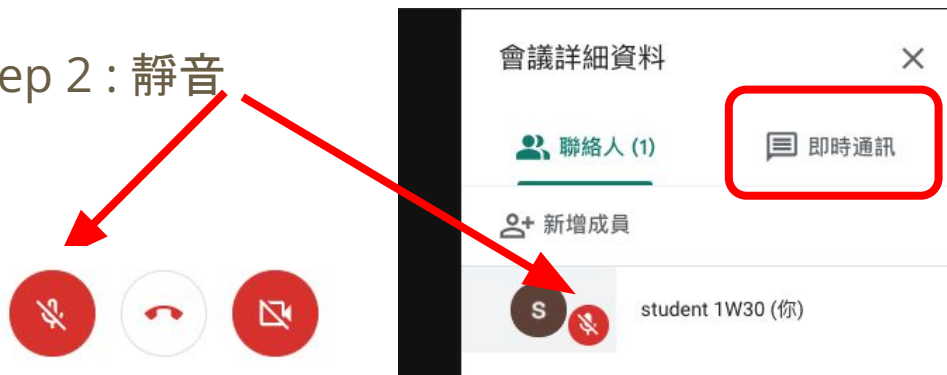 ep 2 : 靜音
會議詳細資料
聯絡人 (1)
即時通訊
新增成員
S
student 1W30 (你)